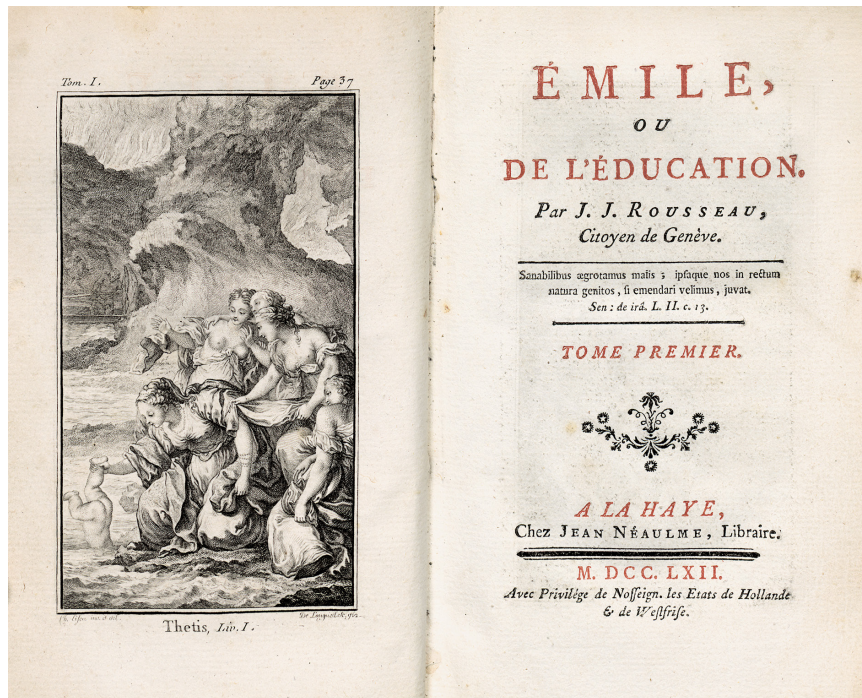 Tom. I.
Page 37
Thetis, Liv. I.
ÉMILE,
OU
DE L'ÉDUCATION.
Par J. J. ROUSSEAU,
Citoyen de Genève.
Sanabilibus ægrotamus malis ; ipsaque nos in rectum
natura genitos, si emendari velimus, juvat.
Sen : de irâ. L. II. c. 13.
TOME PREMIER.
A LA HAYE,
Chez JEAN NÉAULME, Libraire.
M. DCC. LXII.
Avec Privilége de Nosseign. les Etats de Hollande
& de Westfrise.